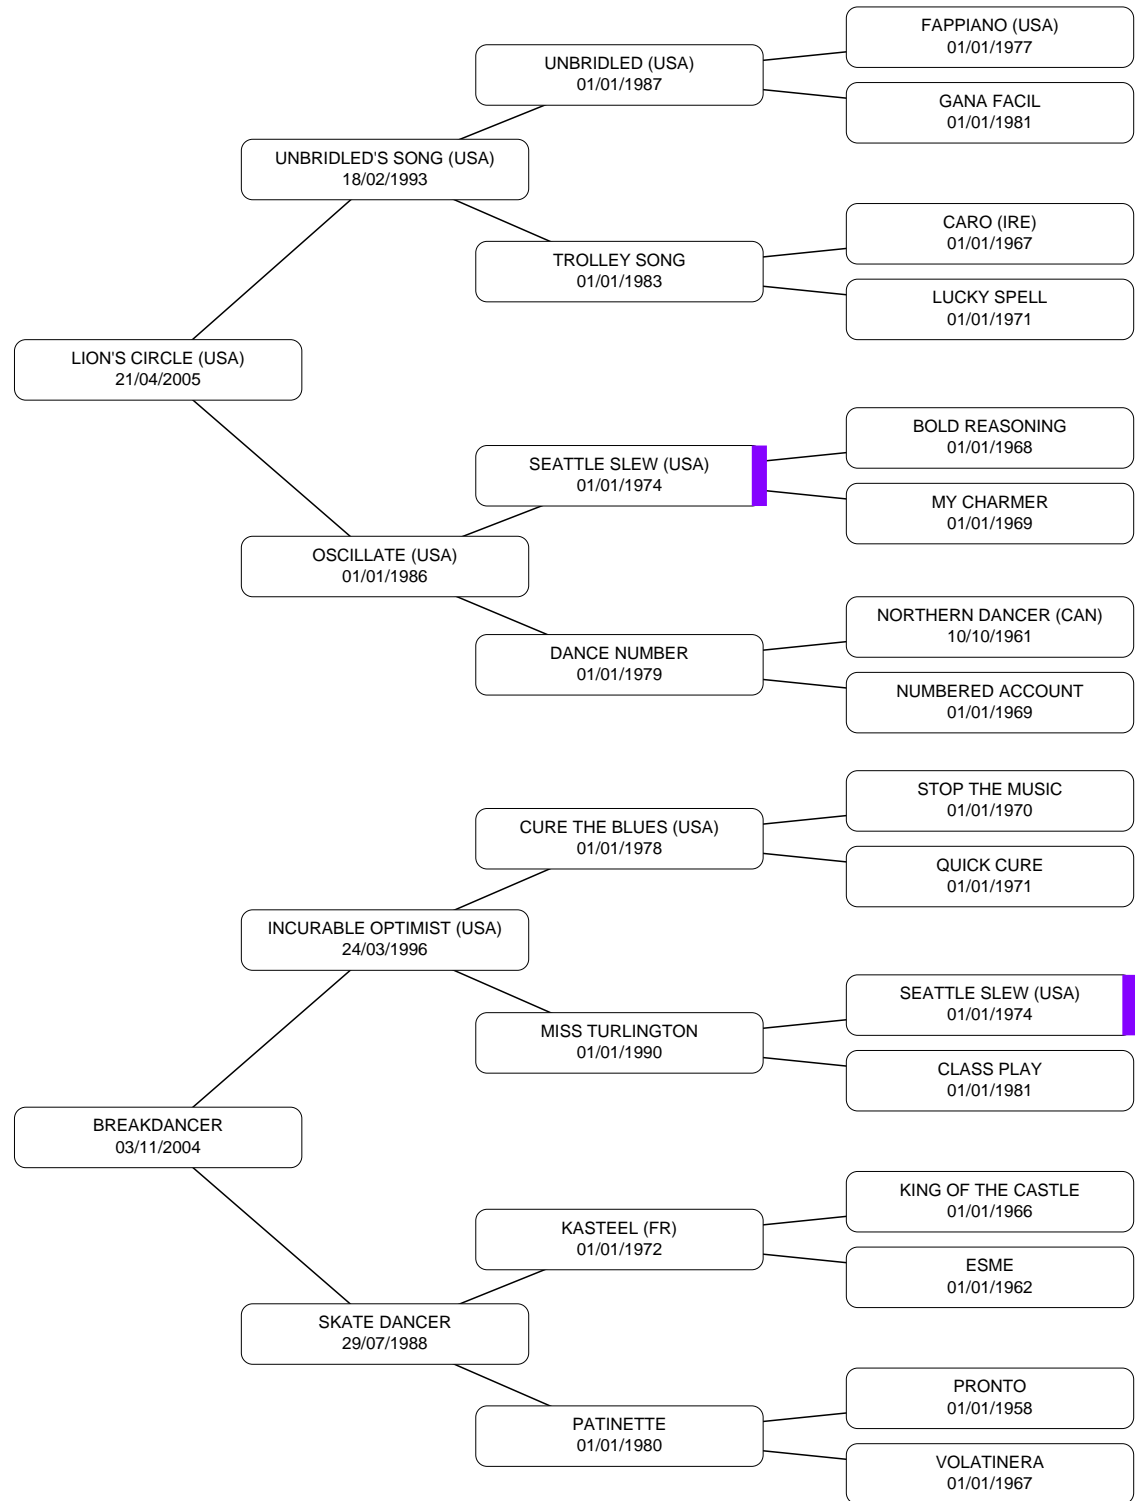 FAPPIANO (USA)
01/01/1977
UNBRIDLED (USA)
01/01/1987
GANA FACIL
01/01/1981
UNBRIDLED'S SONG (USA)
18/02/1993
CARO (IRE)
01/01/1967
TROLLEY SONG
01/01/1983
LUCKY SPELL
01/01/1971
LION'S CIRCLE (USA)
21/04/2005
BOLD REASONING
01/01/1968
SEATTLE SLEW (USA)
01/01/1974
MY CHARMER
01/01/1969
OSCILLATE (USA)
01/01/1986
NORTHERN DANCER (CAN)
10/10/1961
DANCE NUMBER
01/01/1979
NUMBERED ACCOUNT
01/01/1969
STOP THE MUSIC
01/01/1970
CURE THE BLUES (USA)
01/01/1978
QUICK CURE
01/01/1971
INCURABLE OPTIMIST (USA)
24/03/1996
SEATTLE SLEW (USA)
01/01/1974
MISS TURLINGTON
01/01/1990
CLASS PLAY
01/01/1981
BREAKDANCER
03/11/2004
KING OF THE CASTLE
01/01/1966
KASTEEL (FR)
01/01/1972
ESME
01/01/1962
SKATE DANCER
29/07/1988
PRONTO
01/01/1958
PATINETTE
01/01/1980
VOLATINERA
01/01/1967